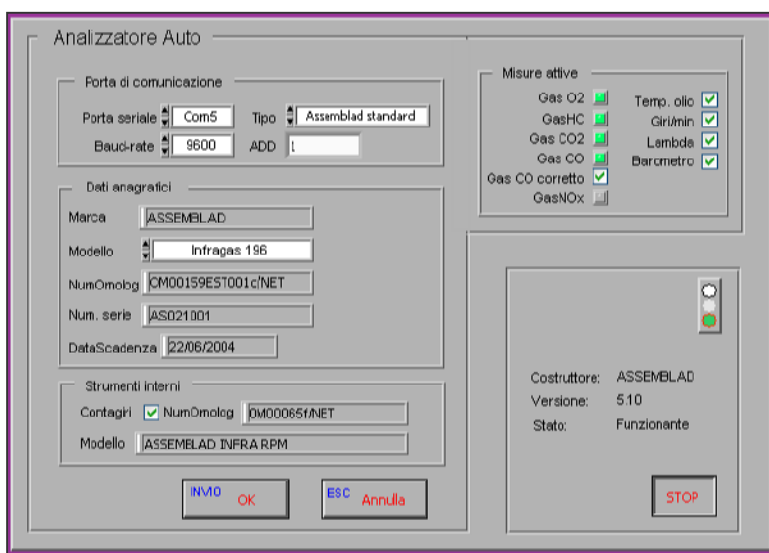 Analizzatore Auto
Porta di comunicazione
Porta seriale Com5 Tipo Assemblad standard
Baud-rate 9600 ADD 1
Dati anagratici
Marca ASSEMBLAD
Modello Infragas 196
NumOmolog OM00159EST001c/NET
Num. serie AS021001
DataScadenza 22/06/2004
Strumenti interni
Contagiri NumOmolog OM00065f/NET
Modello ASSEMBLAD INFRA RPM
INVIO OK
ESC Annulla
Misure attive
Gas O2 Temp. olio
GasHC Giri/min
Gas CO2 Lambda
Gas CO Barometro
Gas CO corretto
GasNOx
Costruttore: ASSEMBLAD
Versione: 5.10
Stato: Funzionante
STOP